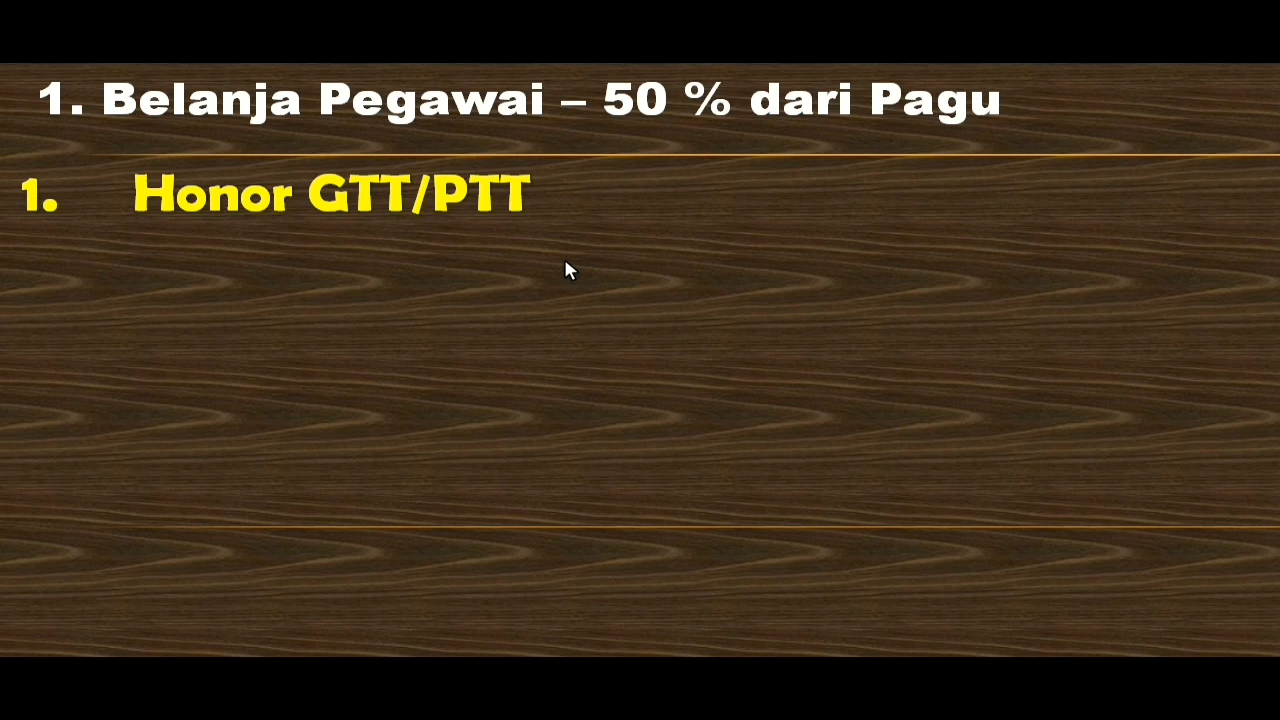 1. Belanja Pegawai – 50 % dari Pagu
1. Honor GTT/PTT